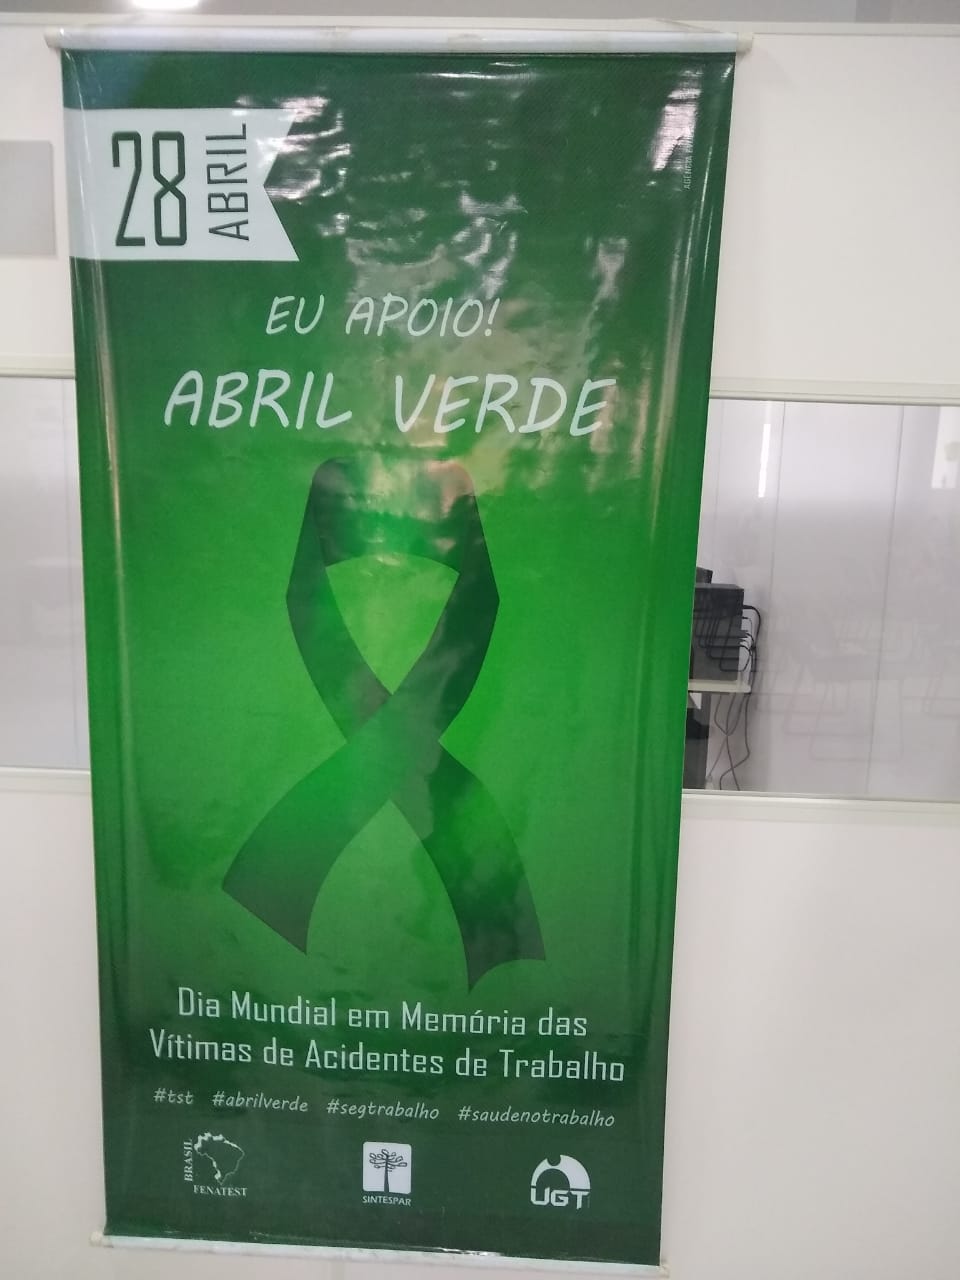 28 ABRIL
EU APOIO!
ABRIL VERDE
Dia Mundial em Memória das
Vítimas de Acidentes de Trabalho
#tst #abrilverde #segtrabalho #saudenotrabalho
BRASIL
FENATEST
SINTESPAR
UGT
AGÊNCIA